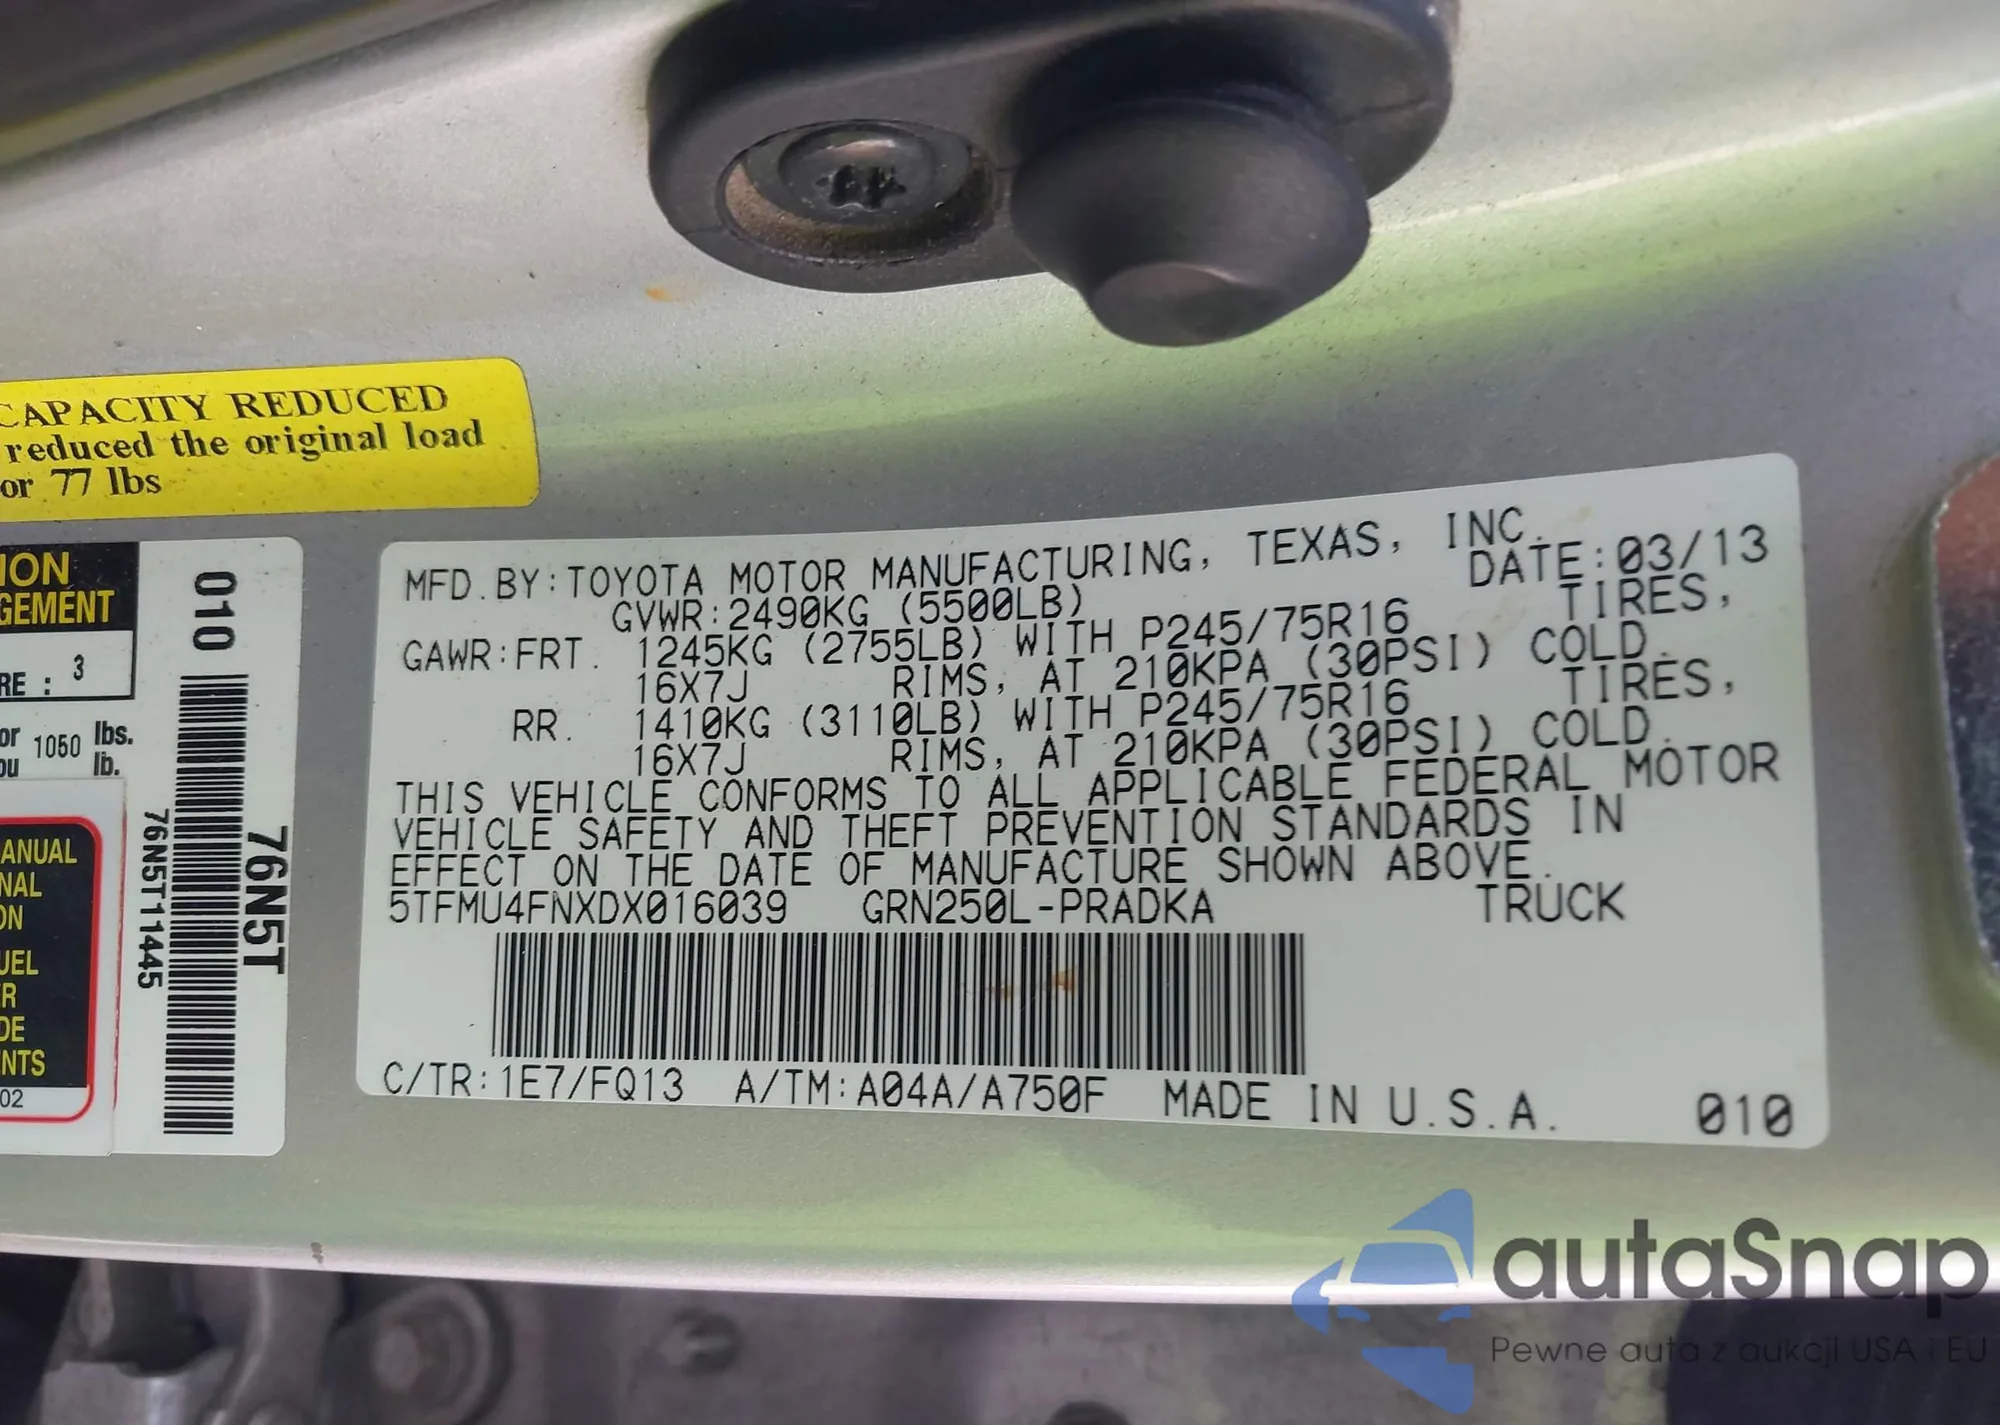 CAPACITY REDUCED
reduced the original load
or 77 lbs
ION
GEMENT
RE : 3
or 1050 lbs.
ou lb.
ANUAL
NAL
ON
UEL
R
DE
NTS
02
010
76N5T11445
76N5T
MFD. BY: TOYOTA MOTOR MANUFACTURING, TEXAS, INC.
DATE: 03/13
GVWR: 2490KG (5500LB)
GAWR: FRT. 1245KG (2755LB) WITH P245/75R16 TIRES,
16X7J RIMS, AT 210KPA (30PSI) COLD.
RR. 1410KG (3110LB) WITH P245/75R16 TIRES,
16X7J RIMS, AT 210KPA (30PSI) COLD.
THIS VEHICLE CONFORMS TO ALL APPLICABLE FEDERAL MOTOR
VEHICLE SAFETY AND THEFT PREVENTION STANDARDS IN
EFFECT ON THE DATE OF MANUFACTURE SHOWN ABOVE.
5TFMU4FNXDX016039 GRN250L-PRADKA TRUCK
C/TR: 1E7/FQ13 A/TM: A04A/A750F MADE IN U.S.A. 010
autaSnap
Pewne auta z aukcji USA i EU